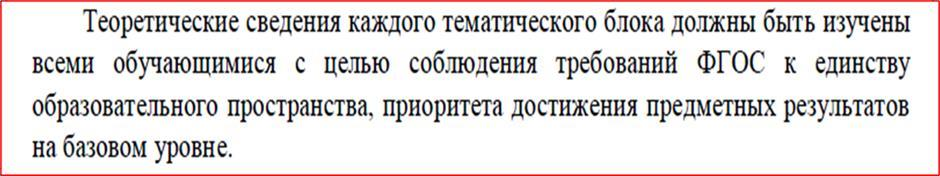 Теоретические сведения каждого тематического блока должны быть изучены
всеми обучающимися с целью соблюдения требований ФГОС к единству
образовательного пространства, приоритета достижения предметных результатов
на базовом уровне.